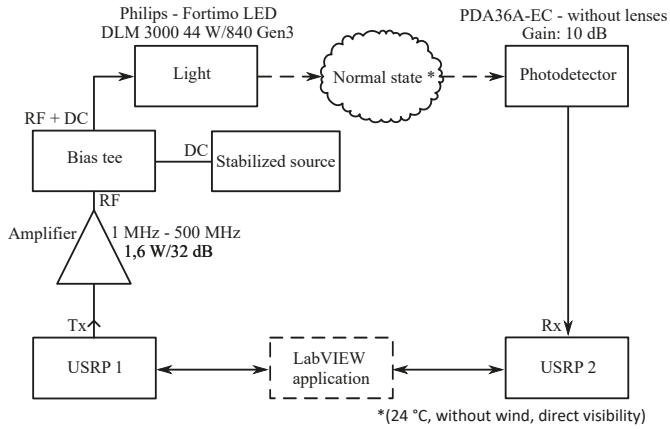 Philips - Fortimo LED
DLM 3000 44 W/840 Gen3
PDA36A-EC - without lenses
Gain: 10 dB
Light
Normal state *
Photodetector
RF + DC
Bias tee
DC
Stabilized source
RF
Amplifier
1 MHz - 500 MHz
1,6 W/32 dB
Tx
Rx
USRP 1
LabVIEW
application
USRP 2
*(24 °C, without wind, direct visibility)